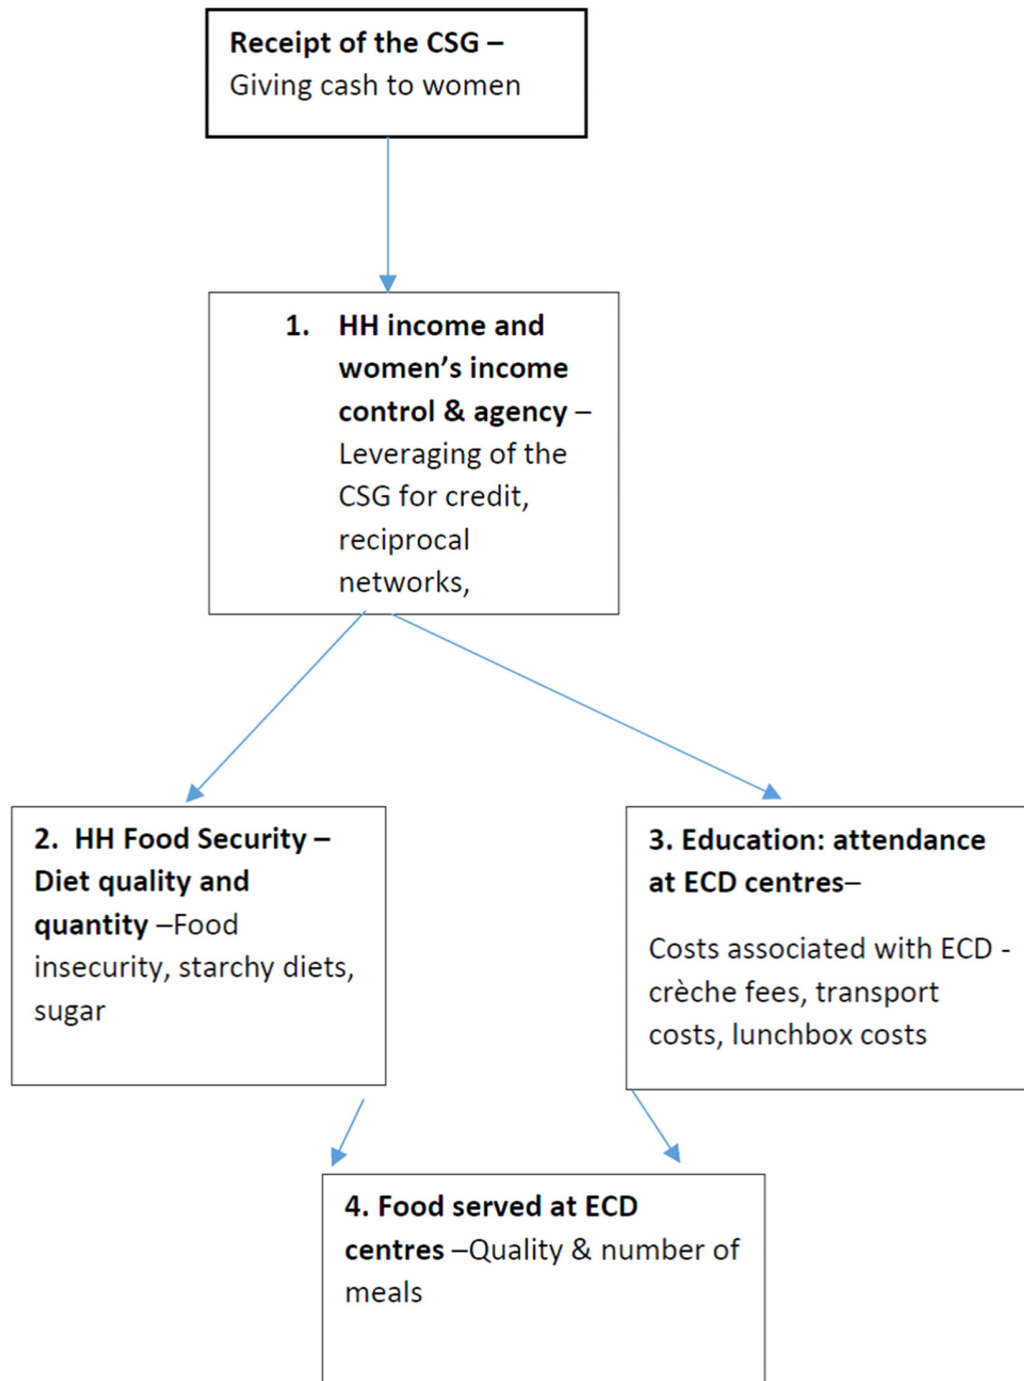 Receipt of the CSG –
Giving cash to women
1. HH income and
women’s income
control & agency –
Leveraging of the
CSG for credit,
reciprocal
networks,
2. HH Food Security –
Diet quality and
quantity –Food
insecurity, starchy diets,
sugar
3. Education: attendance
at ECD centres–
Costs associated with ECD -
crèche fees, transport
costs, lunchbox costs
4. Food served at ECD
centres –Quality & number of
meals